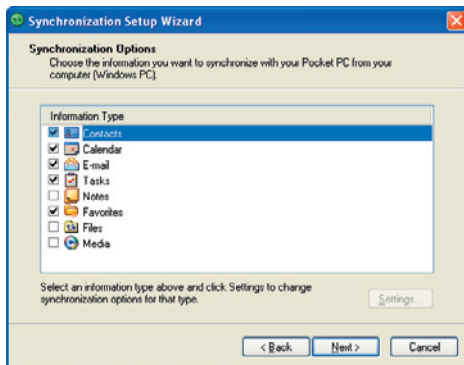 Synchronization Setup Wizard
Synchronization Options
Choose the information you want to synchronize with your Pocket PC from your
computer (Windows PC).
Information Type
Contacts
Calendar
E-mail
Tasks
Notes
Favorites
Files
Media
Select an information type above and click Settings to change
synchronization options for that type.
Settings...
< Back
Next >
Cancel